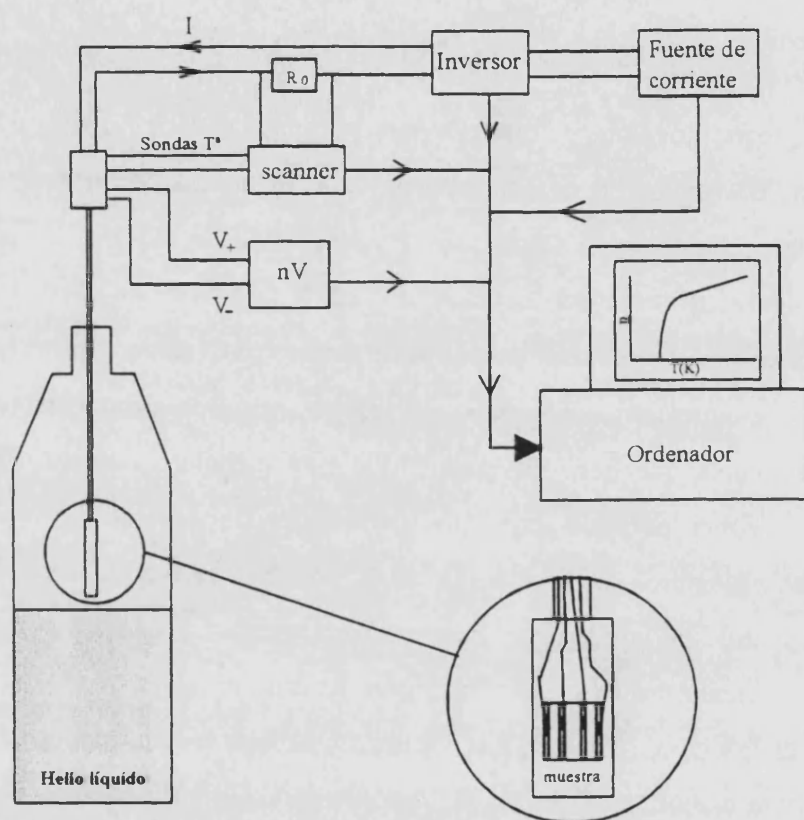 I
Inversor
Fuente de
corriente
R₀
Sondas Tª
scanner
V₊
nV
V₋
R
T(K)
Ordenador
Helio líquido
muestra